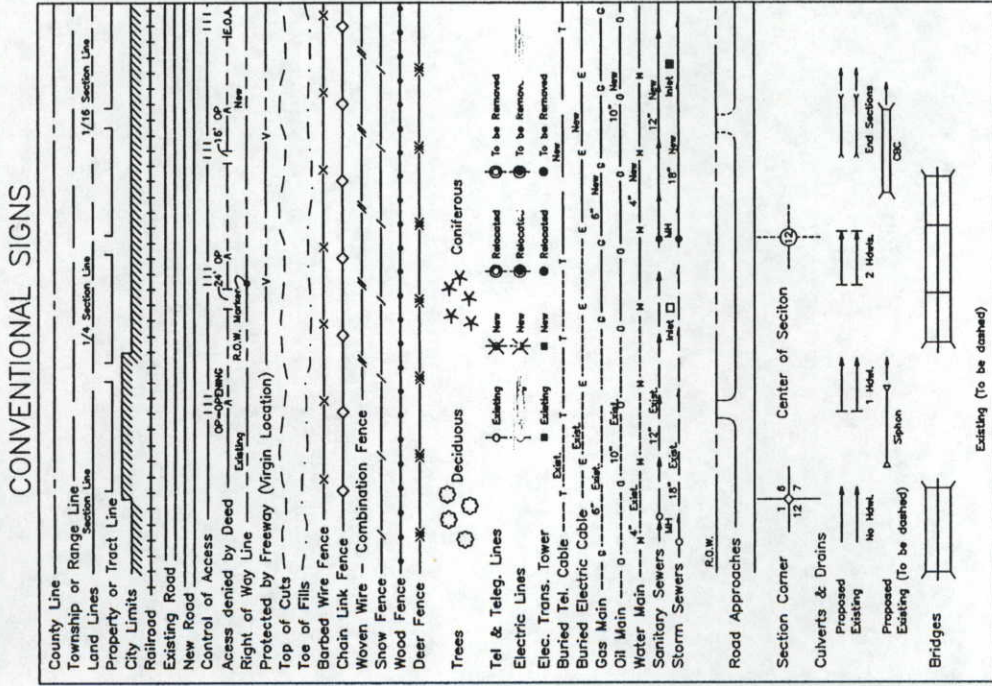 CONVENTIONAL SIGNS
County Line
Township or Range Line
Land Lines Section Line 1/4 Section Line 1/16 Section Line
Property or Tract Line
City Limits
Railroad
Existing Road
New Road
Control of Access OP-OPENING 24' OP 16' OP
Acess denied by Deed A A A I.E.O.A.
Right of Way Line Existing R.O.W. Marker New
Protected by Freeway (Virgin Location) V V
Top of Cuts
Toe of Fills
Barbed Wire Fence
Chain Link Fence
Woven Wire - Combination Fence
Snow Fence
Wood Fence
Deer Fence
Trees Deciduous Coniferous
Tel & Teleg. Lines Existing New Relocated To be Removed
Electric Lines
Elec. Trans. Tower Existing New Relocated To be Removed
Buried Tel. Cable T Exist. T T T New T
Buried Electric Cable E Exist. E E E New E
Gas Main 6" Exist. G G 6" New G G
Oil Main 10" Exist. O O O 10" New O
Water Main H 4" Exist. H H H 4" New H H
Sanitary Sewers MH 12" Exist. MH 12" New
Storm Sewers 18" Exist. Inlet 18" New Inlet
R.O.W.
Road Approaches
Section Corner 1 6 12 7 Center of Seciton 12
Culverts & Drains
Proposed
Existing No Hdwl. 1 Hdwl. 2 Hdwls. End Sections
Proposed Siphon CBC
Existing (To be dashed)
Bridges
Existing (To be dashed)